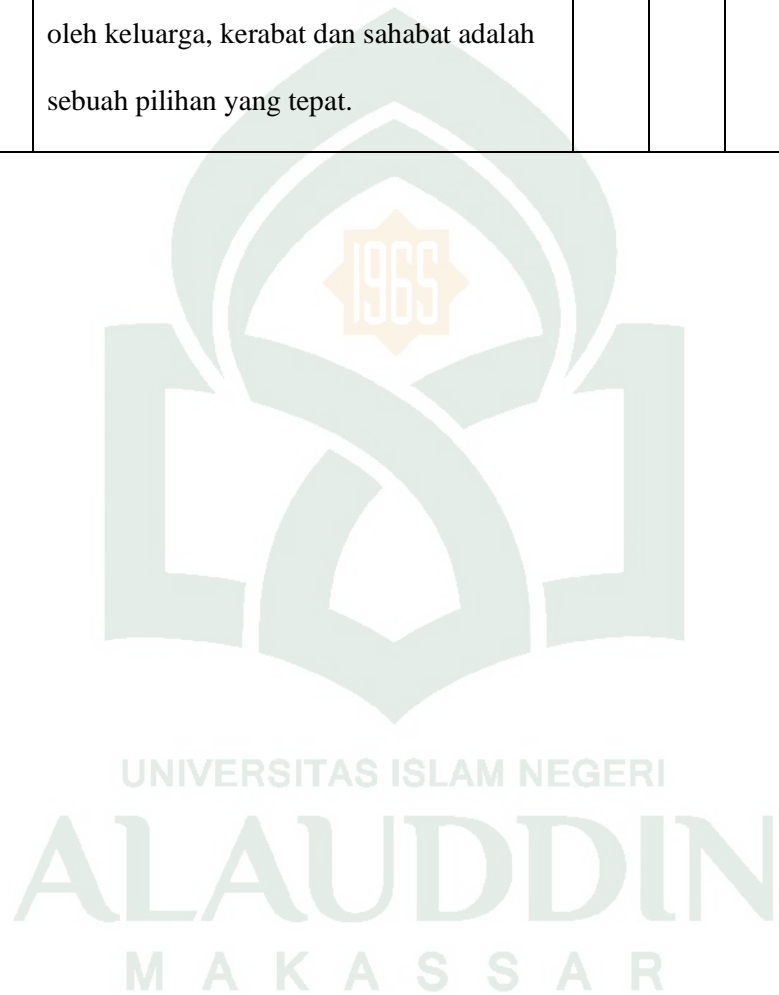 oleh keluarga, kerabat dan sahabat adalah
sebuah pilihan yang tepat.
1965
UNIVERSITAS ISLAM NEGERI
ALAUDDIN
MAKASSAR